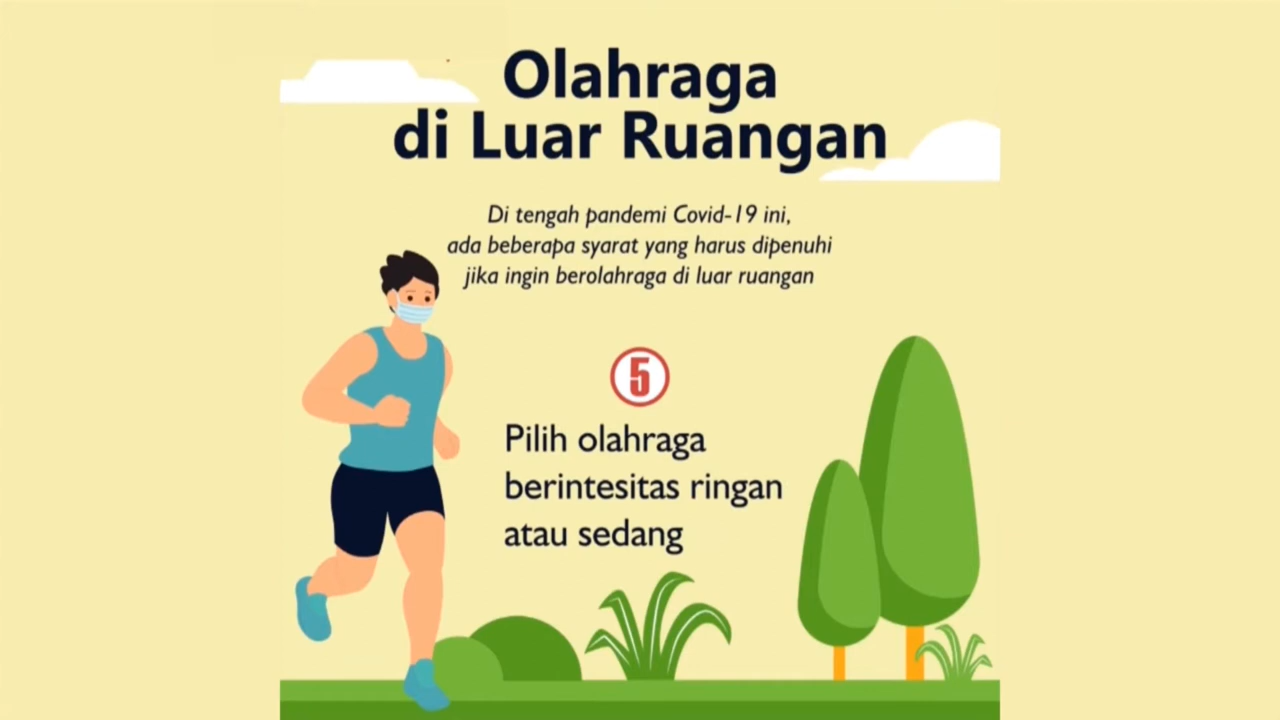 Olahraga
di Luar Ruangan
Di tengah pandemi Covid-19 ini,
ada beberapa syarat yang harus dipenuhi
jika ingin berolahraga di luar ruangan
5
Pilih olahraga
berintesitas ringan
atau sedang